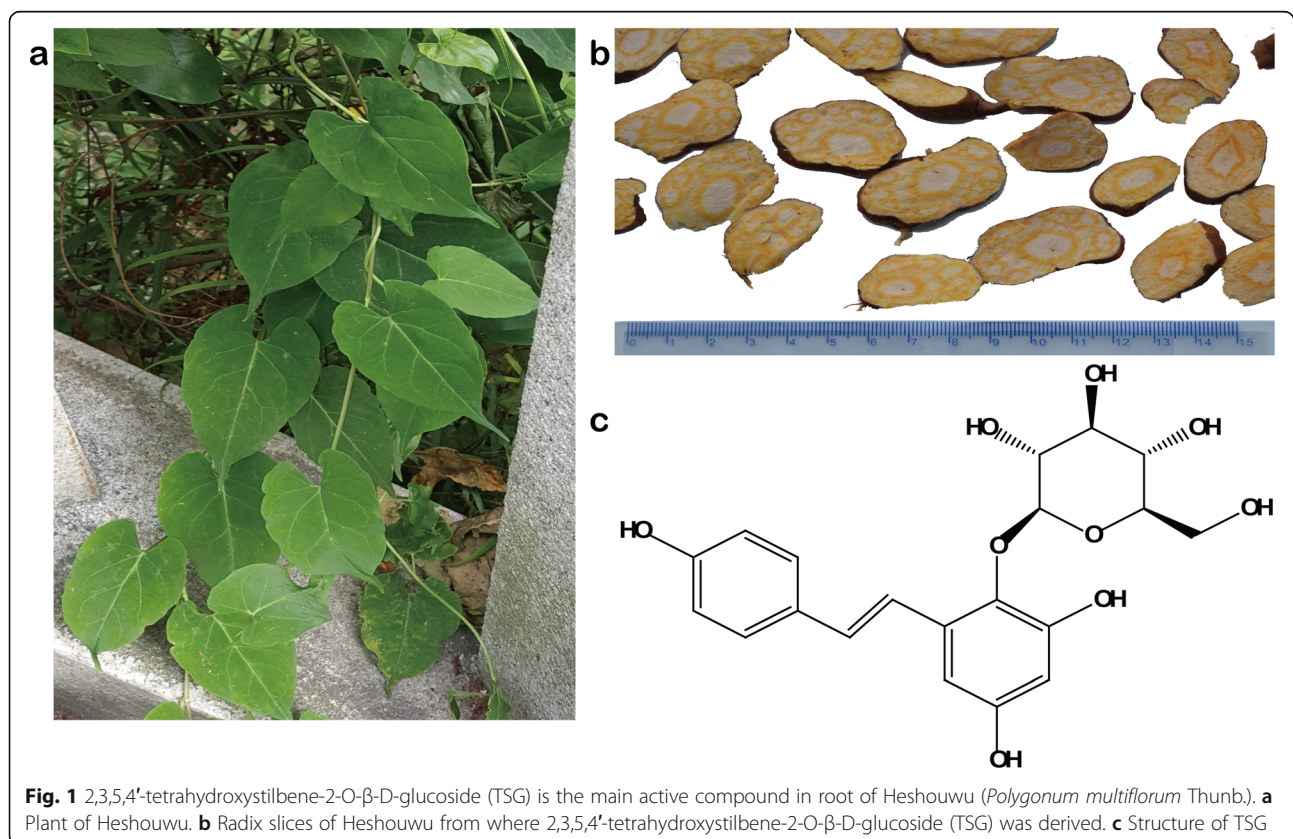 a
b
0 1 2 3 4 5 6 7 8 9 10 11 12 13 14 15
c
OH
HO
OH
OH
O
O
HO
OH
OH
Fig. 1 2,3,5,4′-tetrahydroxystilbene-2-O-β-D-glucoside (TSG) is the main active compound in root of Heshouwu (Polygonum multiflorum Thunb.). a
Plant of Heshouwu. b Radix slices of Heshouwu from where 2,3,5,4′-tetrahydroxystilbene-2-O-β-D-glucoside (TSG) was derived. c Structure of TSG